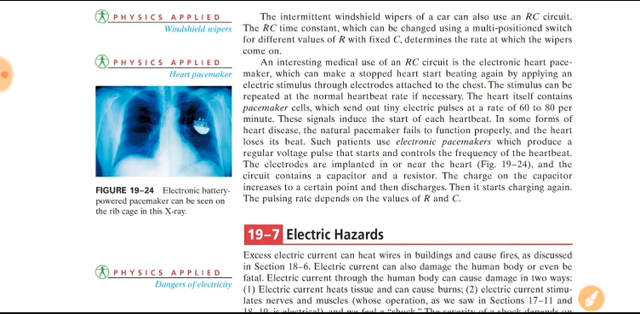 PHYSICS APPLIED
Windshield wipers
The intermittent windshield wipers of a car can also use an RC circuit.
The RC time constant, which can be changed using a multi-positioned switch
for different values of R with fixed C, determines the rate at which the wipers
come on.
PHYSICS APPLIED
Heart pacemaker
An interesting medical use of an RC circuit is the electronic heart pace-
maker, which can make a stopped heart start beating again by applying an
electric stimulus through electrodes attached to the chest. The stimulus can be
repeated at the normal heartbeat rate if necessary. The heart itself contains
pacemaker cells, which send out tiny electric pulses at a rate of 60 to 80 per
minute. These signals induce the start of each heartbeat. In some forms of
heart disease, the natural pacemaker fails to function properly, and the heart
loses its beat. Such patients use electronic pacemakers which produce a
regular voltage pulse that starts and controls the frequency of the heartbeat.
The electrodes are implanted in or near the heart (Fig. 19–24), and the
circuit contains a capacitor and a resistor. The charge on the capacitor
increases to a certain point and then discharges. Then it starts charging again.
The pulsing rate depends on the values of R and C.
FIGURE 19–24 Electronic battery-
powered pacemaker can be seen on
the rib cage in this X-ray.
19–7 Electric Hazards
PHYSICS APPLIED
Dangers of electricity
Excess electric current can heat wires in buildings and cause fires, as discussed
in Section 18–6. Electric current can also damage the human body or even be
fatal. Electric current through the human body can cause damage in two ways:
(1) Electric current heats tissue and can cause burns; (2) electric current stimu-
lates nerves and muscles (whose operation, as we saw in Sections 17–11 and
18–10, is electrical), and we feel a “shock.” The severity of a shock depends on